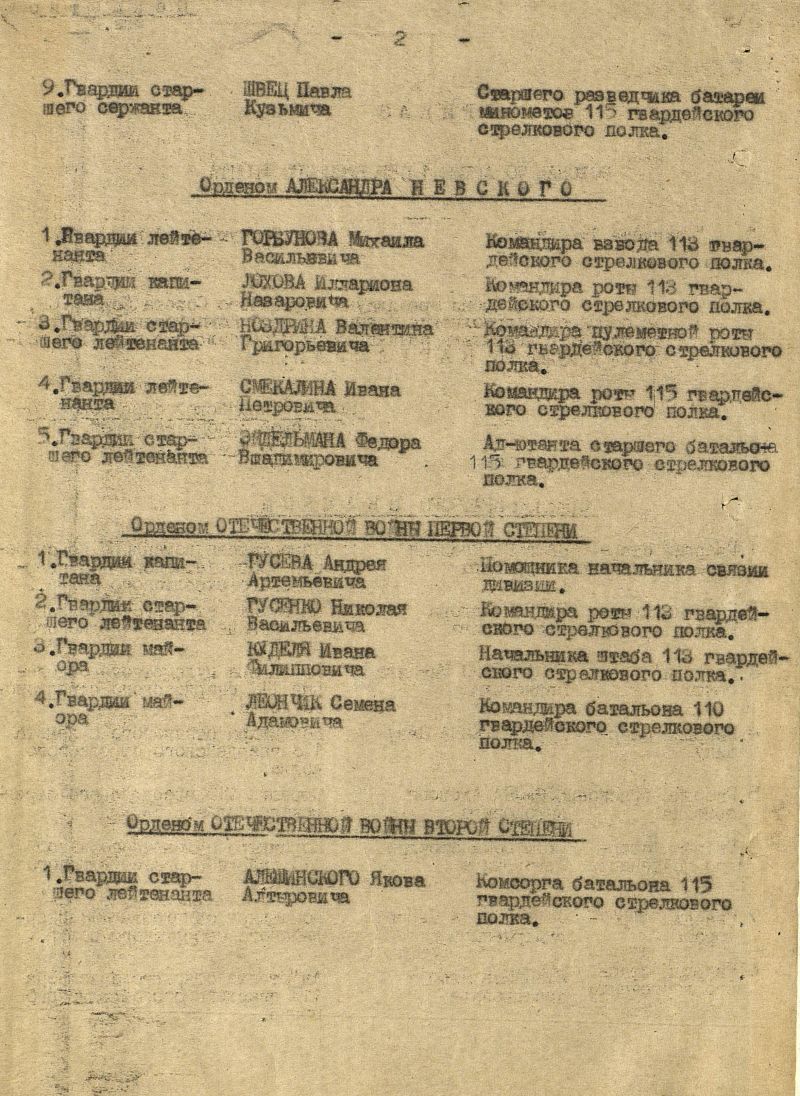 - 2 -
9.Гвардии стар- ШВЕЦ Павла Старшего разведчика батареи
шего сержанта Кузьмича минометов 115 гвардейского
стрелкового полка.
Орденом АЛЕКСАНДРА НЕВСКОГО
1.Гвардии лейте- ГОРБУНОВА Михаила Командира взвода 113 гвар-
нанта Васильевича дейского стрелкового полка.
2.Гвардии капи- ЛОХОВА Иллариона Командира роты 113 гвар-
тана Назаровича дейского стрелкового полка.
3.Гвардии стар- НОЗДРИНА Валентина Командира пулеметной роты
шего лейтенанта Григорьевича 113 гвардейского стрелкового
полка.
4.Гвардии лейте- СМЕКАЛИНА Ивана Командира роты 115 гвардейс-
нанта Петровича кого стрелкового полка.
5.Гвардии стар- ЭЙДЕЛЬМАНА Федора Ад-ютанта старшего батальона
шего лейтенанта Владимировича 115 гвардейского стрелкового
полка.
Орденом ОТЕЧЕСТВЕННОЙ ВОЙНЫ ПЕРВОЙ СТЕПЕНИ
1.Гвардии капи- ГУСЕВА Андрея Помощника начальника связии
тана Артемьевича дивизии.
2.Гвардии стар- ГУСЕНКО Николая Командира роты 113 гвардей-
шего лейтенанта Васильевича ского стрелкового полка.
3.Гвардии май- КУДЕЛЯ Ивана Начальника штаба 113 гвардей-
ора Филипповича ского стрелкового полка.
4.Гвардии май- ЛЕОНЧИК Семена Командира батальона 110
ора Адамовича гвардейского стрелкового
полка.
Орденом ОТЕЧЕСТВЕННОЙ ВОЙНЫ ВТОРОЙ СТЕПЕНИ
1.Гвардии стар- Якова Комсорга батальона 115
шего лейтенанта Алтыровича гвардейского стрелкового
полка.